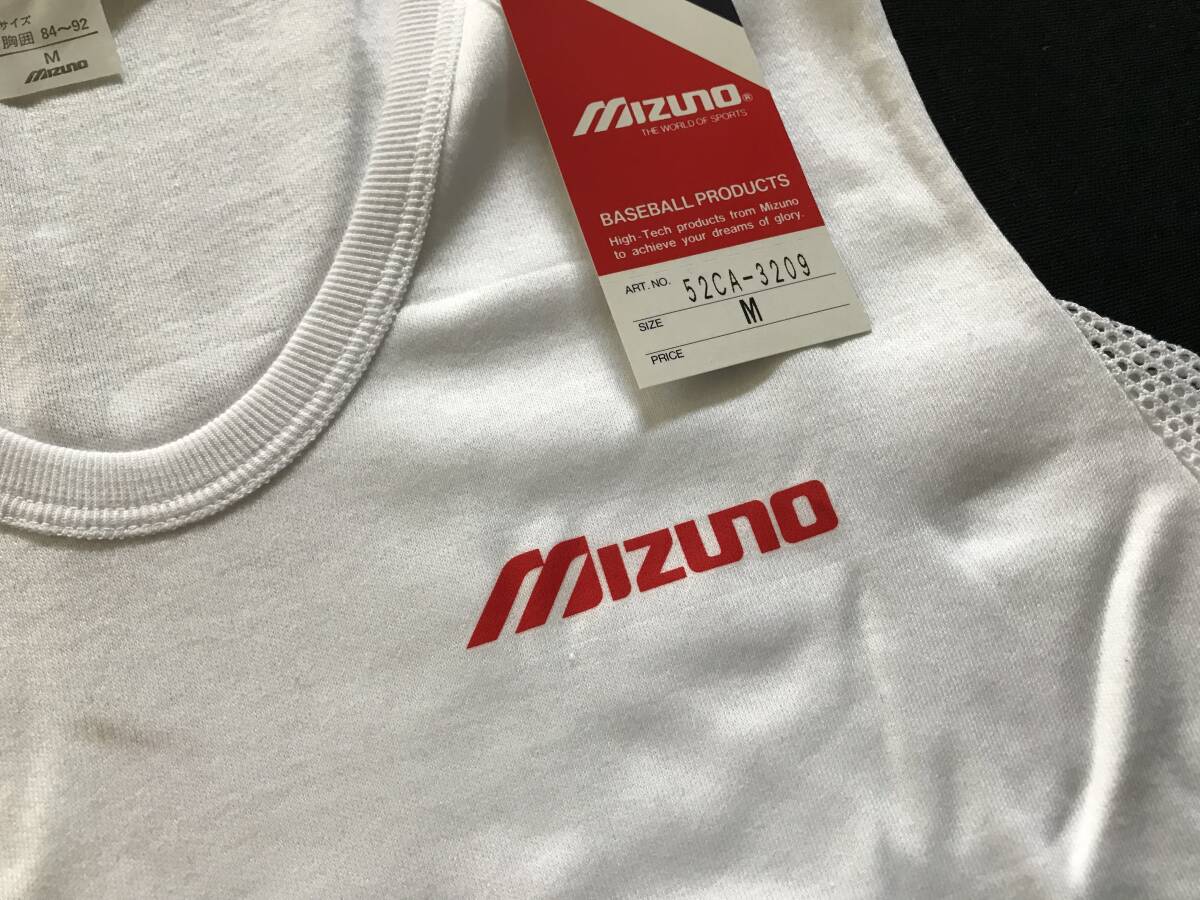 サイズ
胸囲 84〜92
M
MIZUNO
MIZUNO®
THE WORLD OF SPORTS
BASEBALL PRODUCTS
High-Tech products from Mizuno
to achieve your dreams of glory.
ART. NO. 52CA-3209
SIZE M
PRICE
MIZUNO